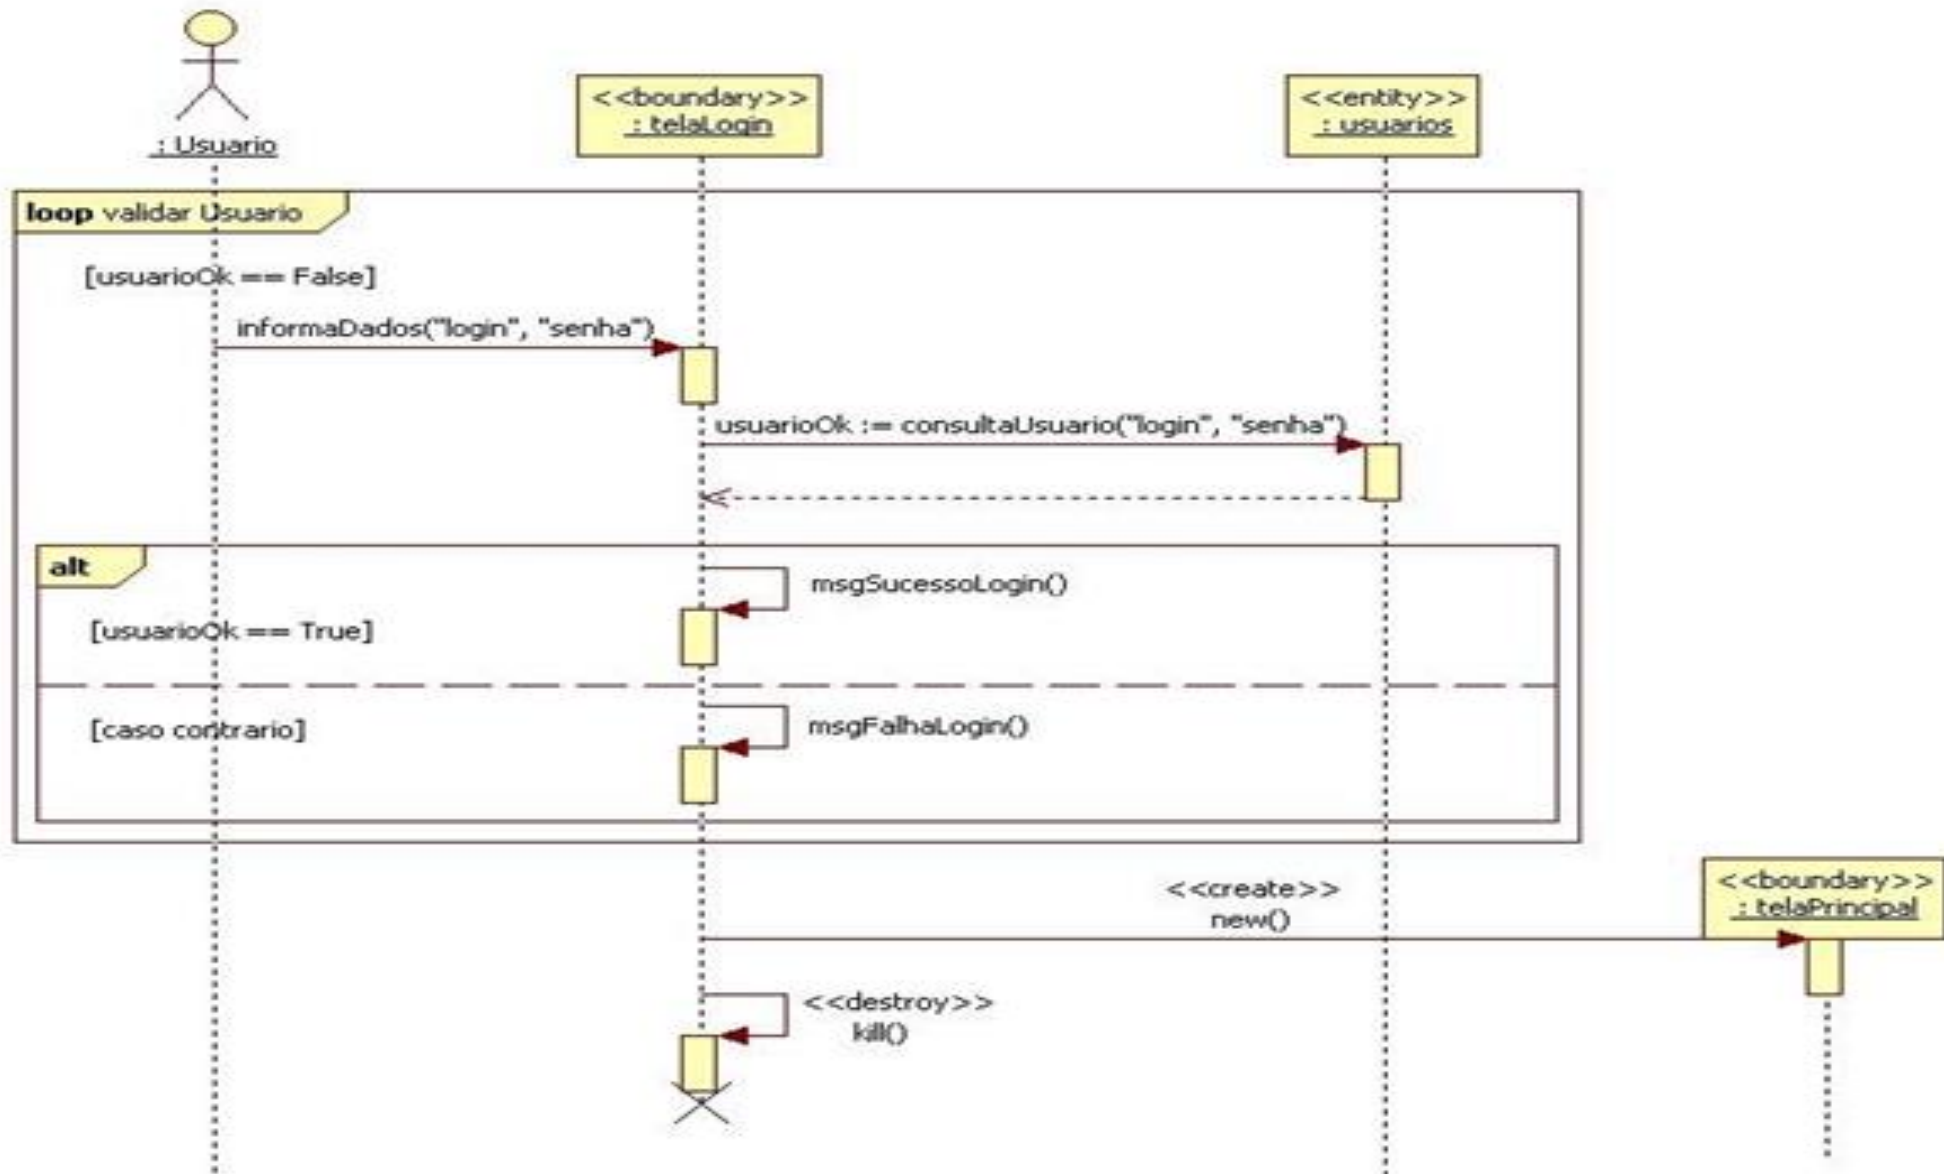 <<boundary>>
: telaLogin
<<entity>>
: usuarios
: Usuario
loop validar Usuario
[usuarioOk == False]
informaDados("login", "senha")
usuarioOk := consultaUsuario("login", "senha")
alt
msgSucessoLogin()
[usuarioOk == True]
[caso contrario]
msgFalhaLogin()
<<create>>
new()
<<boundary>>
: telaPrincipal
<<destroy>>
kill()